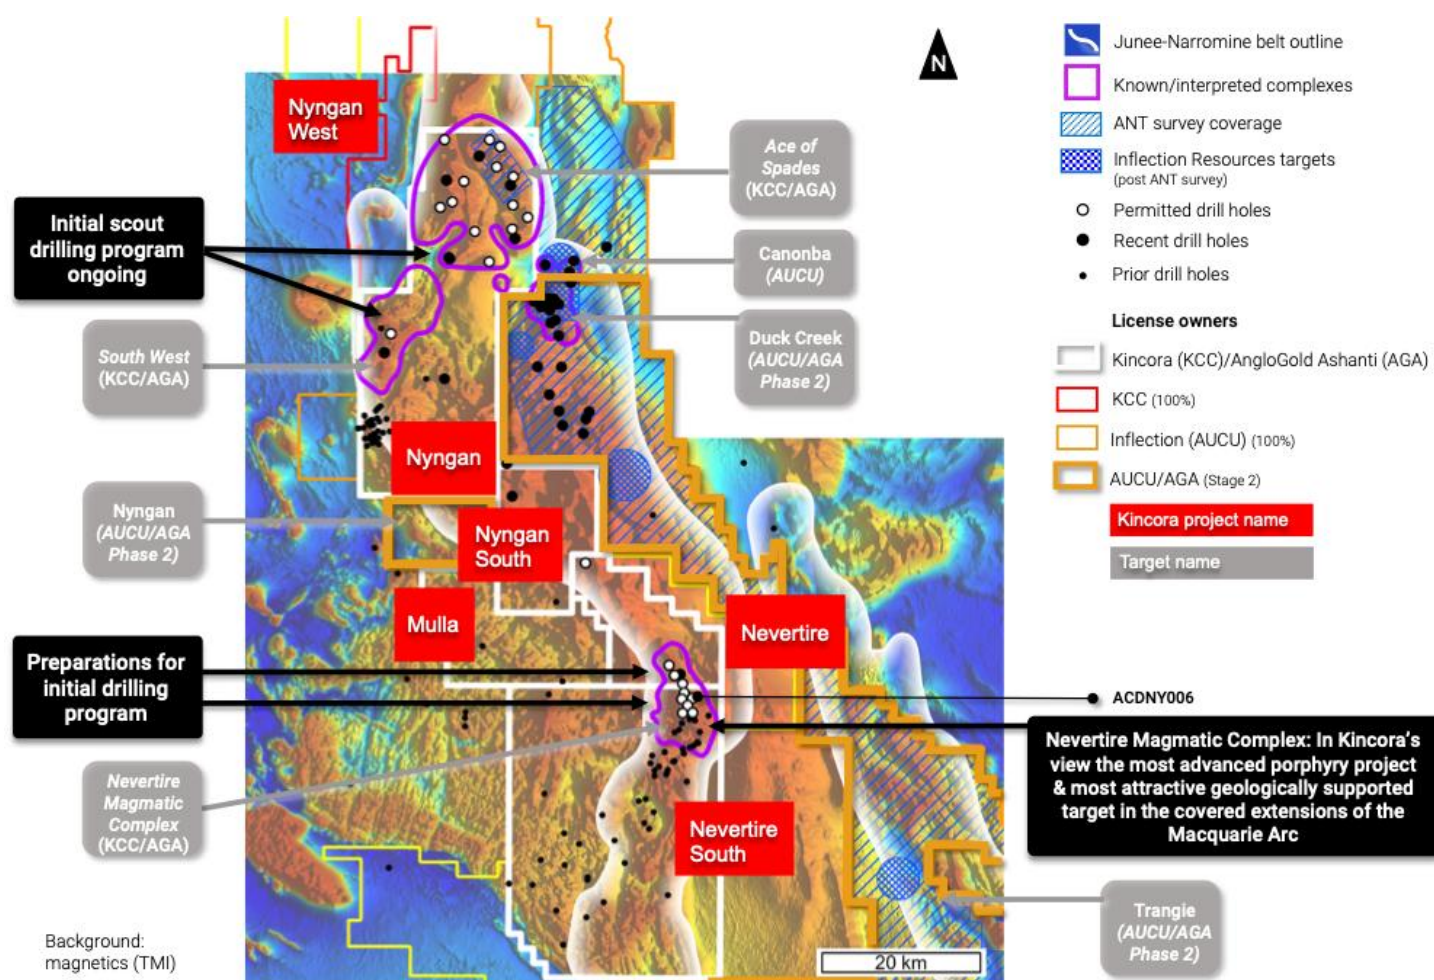 Nyngan
West
N
Junee-Narromine belt outline
Known/interpreted complexes
ANT survey coverage
Inflection Resources targets
(post ANT survey)
Permitted drill holes
Recent drill holes
Prior drill holes
License owners
Kincora (KCC)/AngloGold Ashanti (AGA)
KCC (100%)
Inflection (AUCU) (100%)
AUCU/AGA (Stage 2)
Kincora project name
Target name
Ace of
Spades
(KCC/AGA)
Initial scout
drilling program
ongoing
Canonba
(AUCU)
South West
(KCC/AGA)
Duck Creek
(AUCU/AGA
Phase 2)
Nyngan
Nyngan
(AUCU/AGA
Phase 2)
Nyngan
South
Mulla
Nevertire
Preparations for
initial drilling
program
ACDNY006
Nevertire Magmatic Complex: In Kincora's
view the most advanced porphyry project
& most attractive geologically supported
target in the covered extensions of the
Macquarie Arc
Nevertire
Magmatic
Complex
(KCC/AGA)
Nevertire
South
Trangie
(AUCU/AGA
Phase 2)
Background:
magnetics (TMI)
20 km